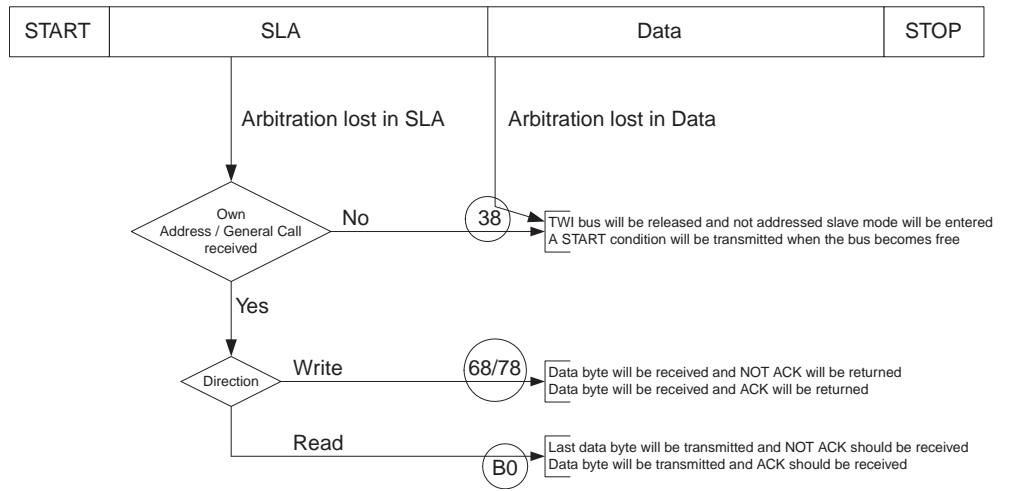 START
SLA
Data
STOP
Arbitration lost in SLA
Arbitration lost in Data
Own
Address / General Call
received
No
38
TWI bus will be released and not addressed slave mode will be entered
A START condition will be transmitted when the bus becomes free
Yes
Direction
Write
68/78
Data byte will be received and NOT ACK will be returned
Data byte will be received and ACK will be returned
Read
B0
Last data byte will be transmitted and NOT ACK should be received
Data byte will be transmitted and ACK should be received